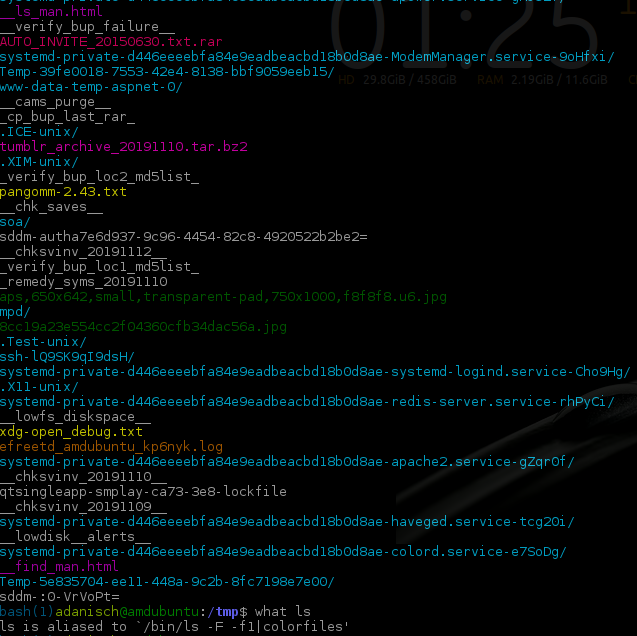 __ls_man.html
__verify_bup_failure__
AUTO_INVITE_20150630.txt.rar
systemd-private-d446eeeebfa84e9adbeacbd18b0d8ae-ModemManager.service-9oHfxi/
Temp-39fe0018-7553-42e4-8138-bbf9059eeb15/
HD 29.8GiB / 458GiB RAM 2.19GiB / 11.6GiB
www-data-temp-aspnet-0/
__cams_purge__
_cp_bup_last_rar_
.ICE-unix/
tumblr_archive_20191110.tar.bz2
.XIM-unix/
_verify_bup_loc2_md5list_
pangomm-2.43.txt
__chk_saves__
soa/
sddm-autha7e6d937-9c96-4454-82c8-4920522b2be2=
__chksvinv_20191112__
_verify_bup_loc1_md5list_
_remedy_syms_20191110
aps,650x642,small,transparent-pad,750x1000,f8f8f8.u6.jpg
mpd/
8cc19a23e554cc2f04360cfb34dac56a.jpg
.Test-unix/
ssh-lQ9SK9qI9dsH/
systemd-private-d446eeeebfa84e9eadbeacbd18b0d8ae-systemd-logind.service-Cho9Hg/
.X11-unix/
systemd-private-d446eeeebfa84e9eadbeacbd18b0d8ae-redis-server.service-rhPyCi/
__lowfs_diskspace__
xdg-open_debug.txt
efreetd_amdubuntu_kp6nyk.log
systemd-private-d446eeeebfa84e9eadbeacbd18b0d8ae-apache2.service-gZqr0f/
__chksvinv_20191110__
qtsingleapp-smplay-ca73-3e8-lockfile
__chksvinv_20191109__
systemd-private-d446eeeebfa84e9eadbeacbd18b0d8ae-haveged.service-tcg20i/
__lowdisk__alerts__
systemd-private-d446eeeebfa84e9eadbeacbd18b0d8ae-colord.service-e7SoDg/
__find_man.html
Temp-5e835704-ee11-448a-9c2b-8fc7198e7e00/
sddm-:0-VrVoPt=
bash(1)adanisch@amdubuntu:/tmp$ what ls
ls is aliased to `/bin/ls -F -f1|colorfiles'